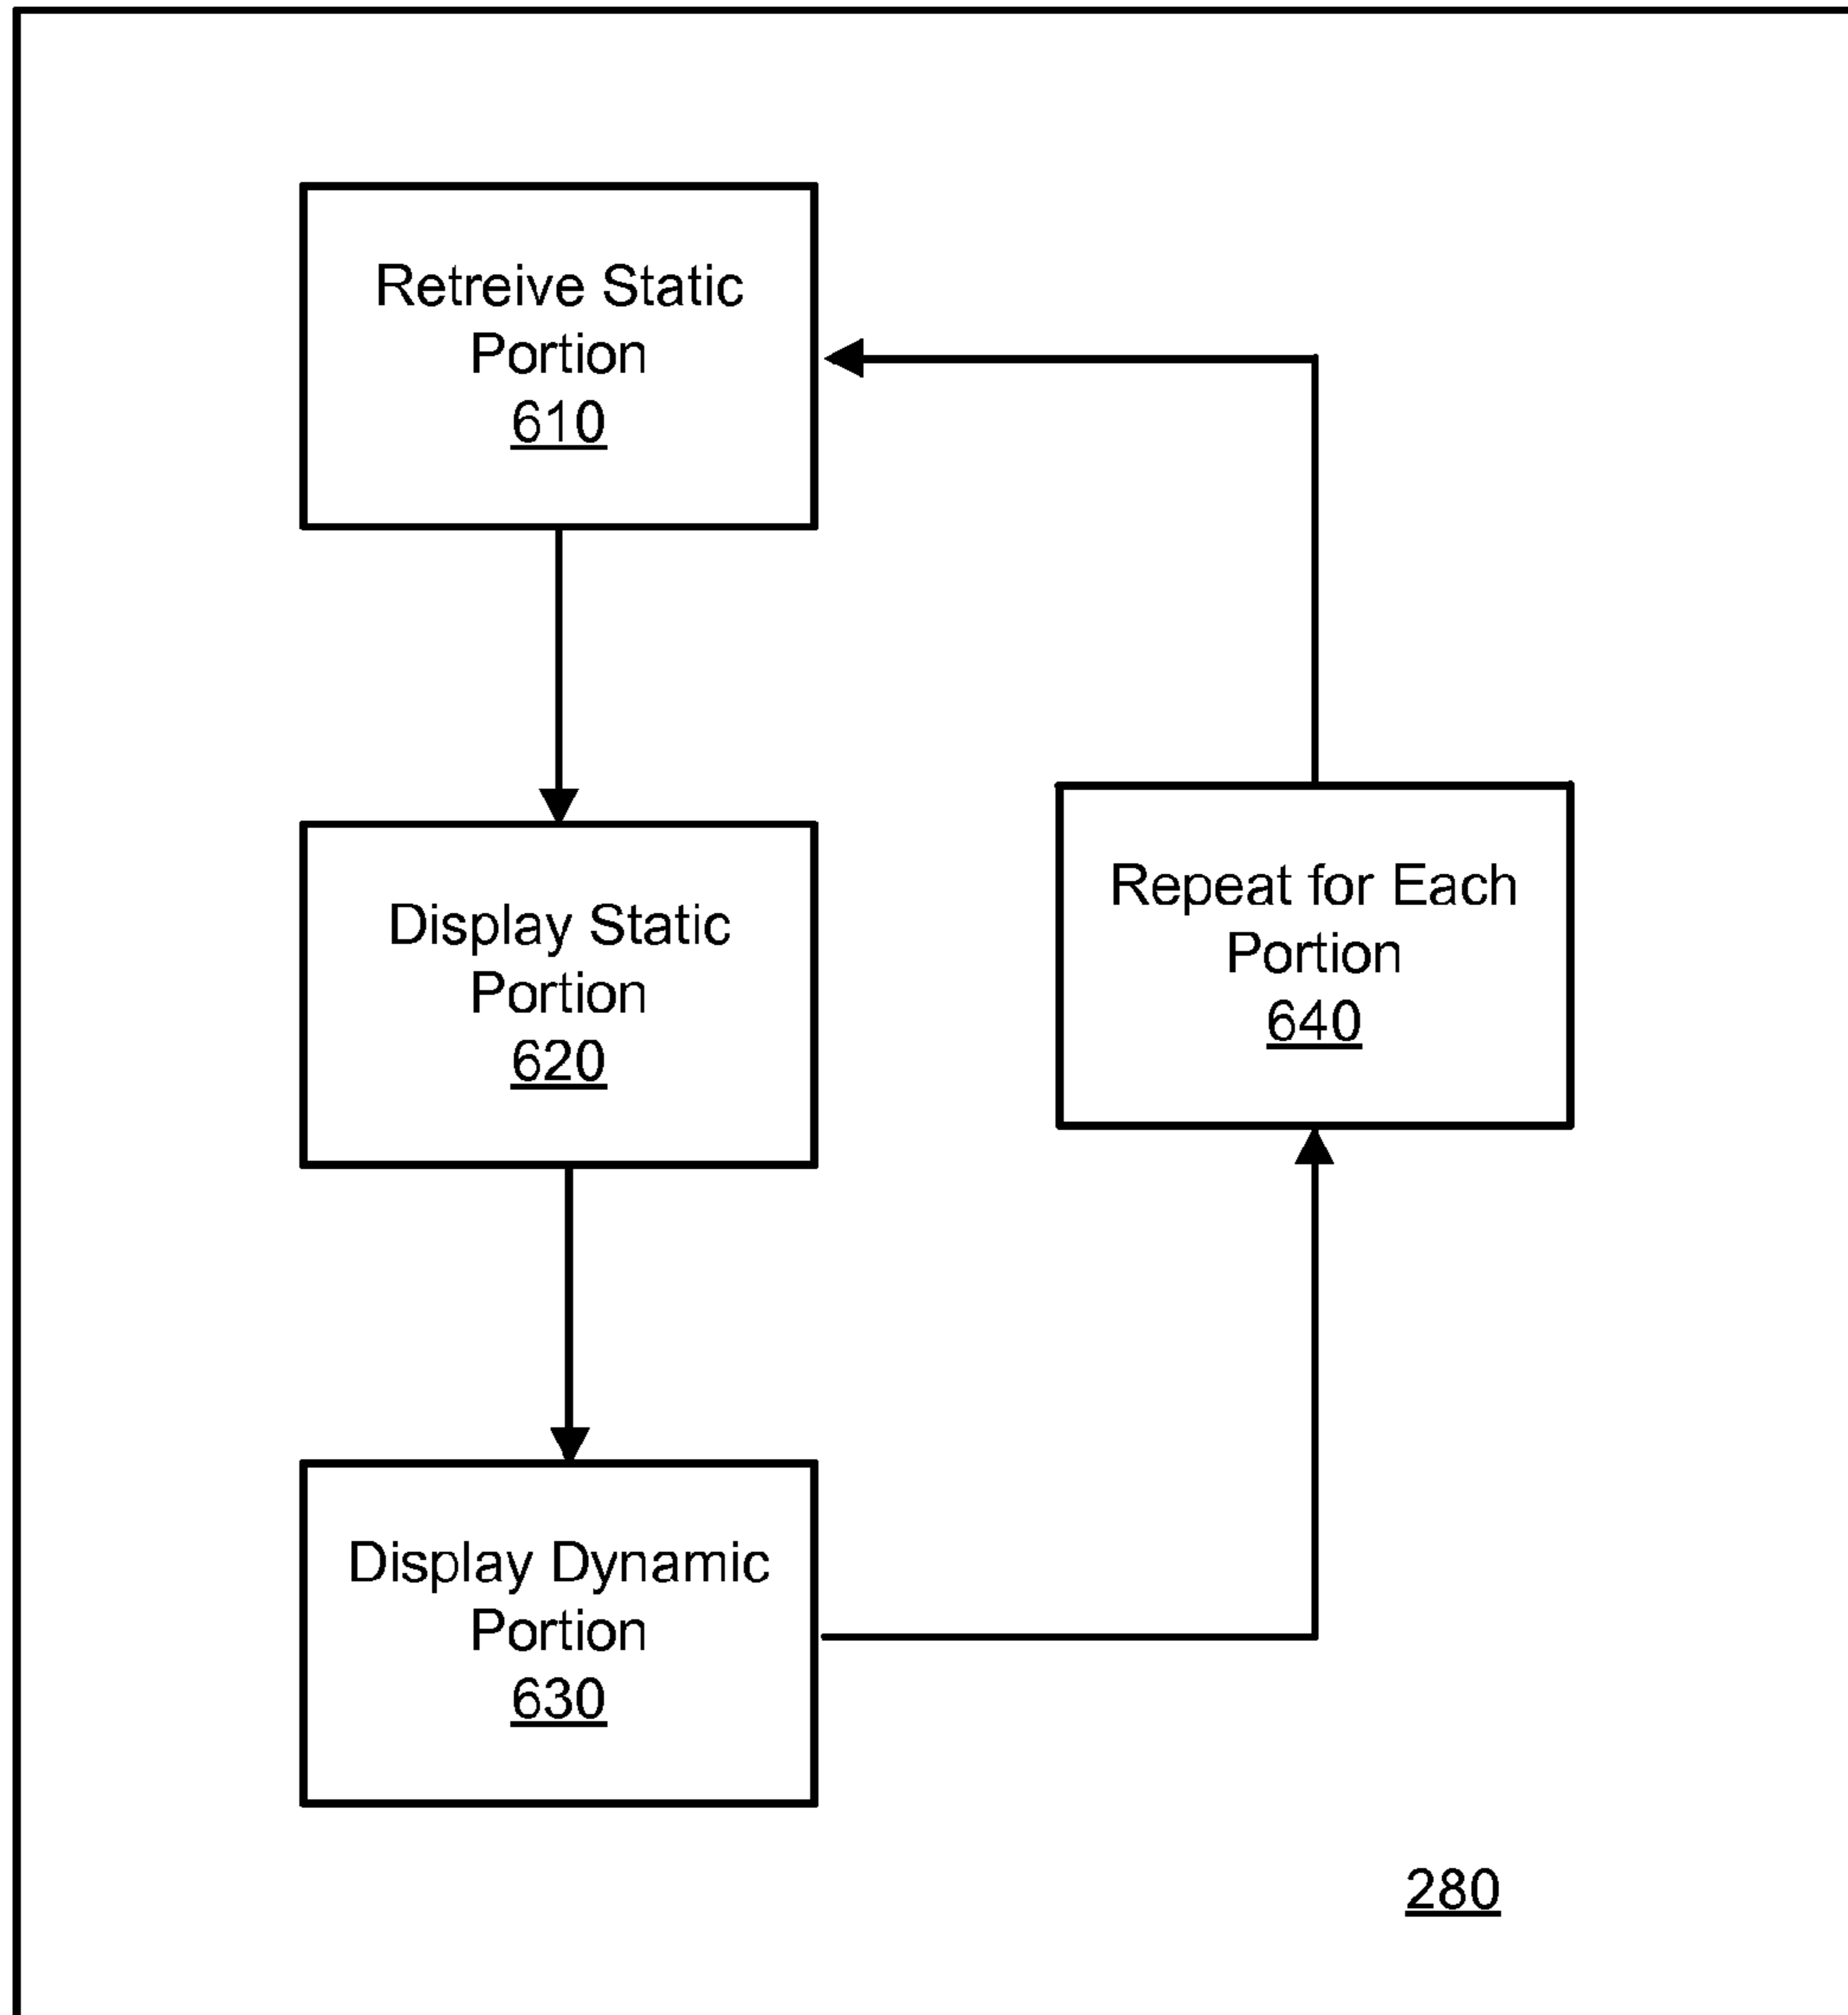 Retreive Static
Portion
610
Display Static
Portion
620
Repeat for Each
Portion
640
Display Dynamic
Portion
630
280